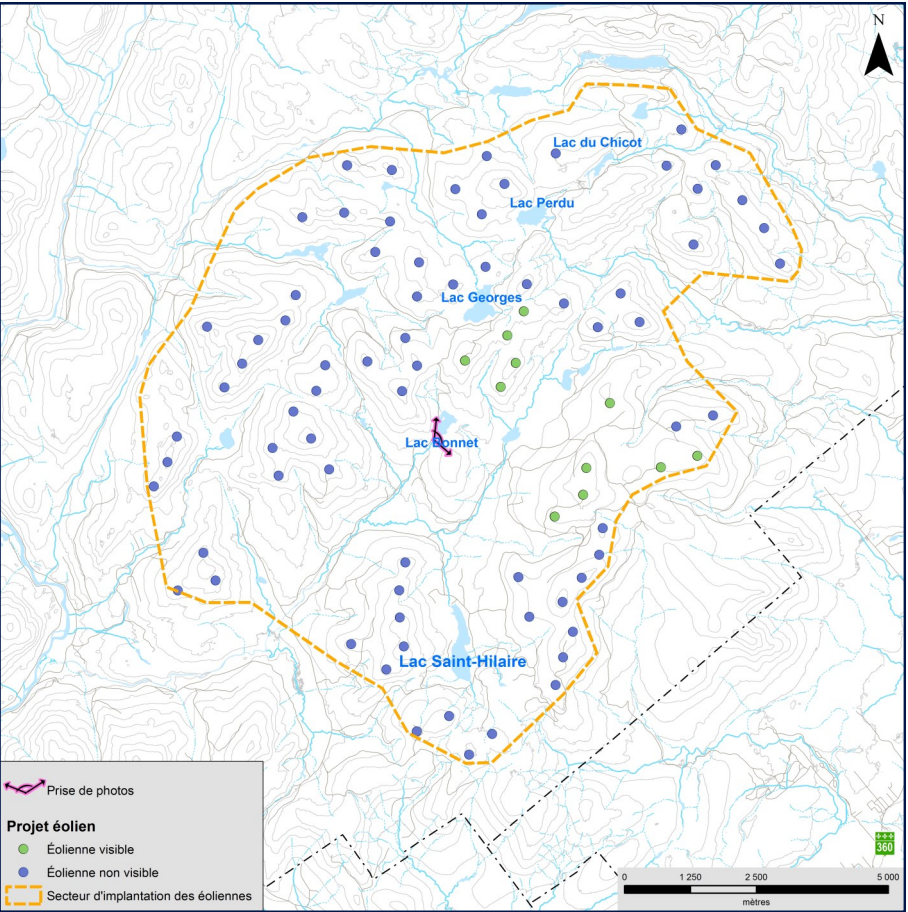 N
Lac du Chicot
Lac Perdu
Lac Georges
Lac Bonnet
Lac Saint-Hilaire
Prise de photos
Projet éolien
Éolienne visible
Éolienne non visible
Secteur d'implantation des éoliennes
360
0 1 250 2 500 5 000
mètres